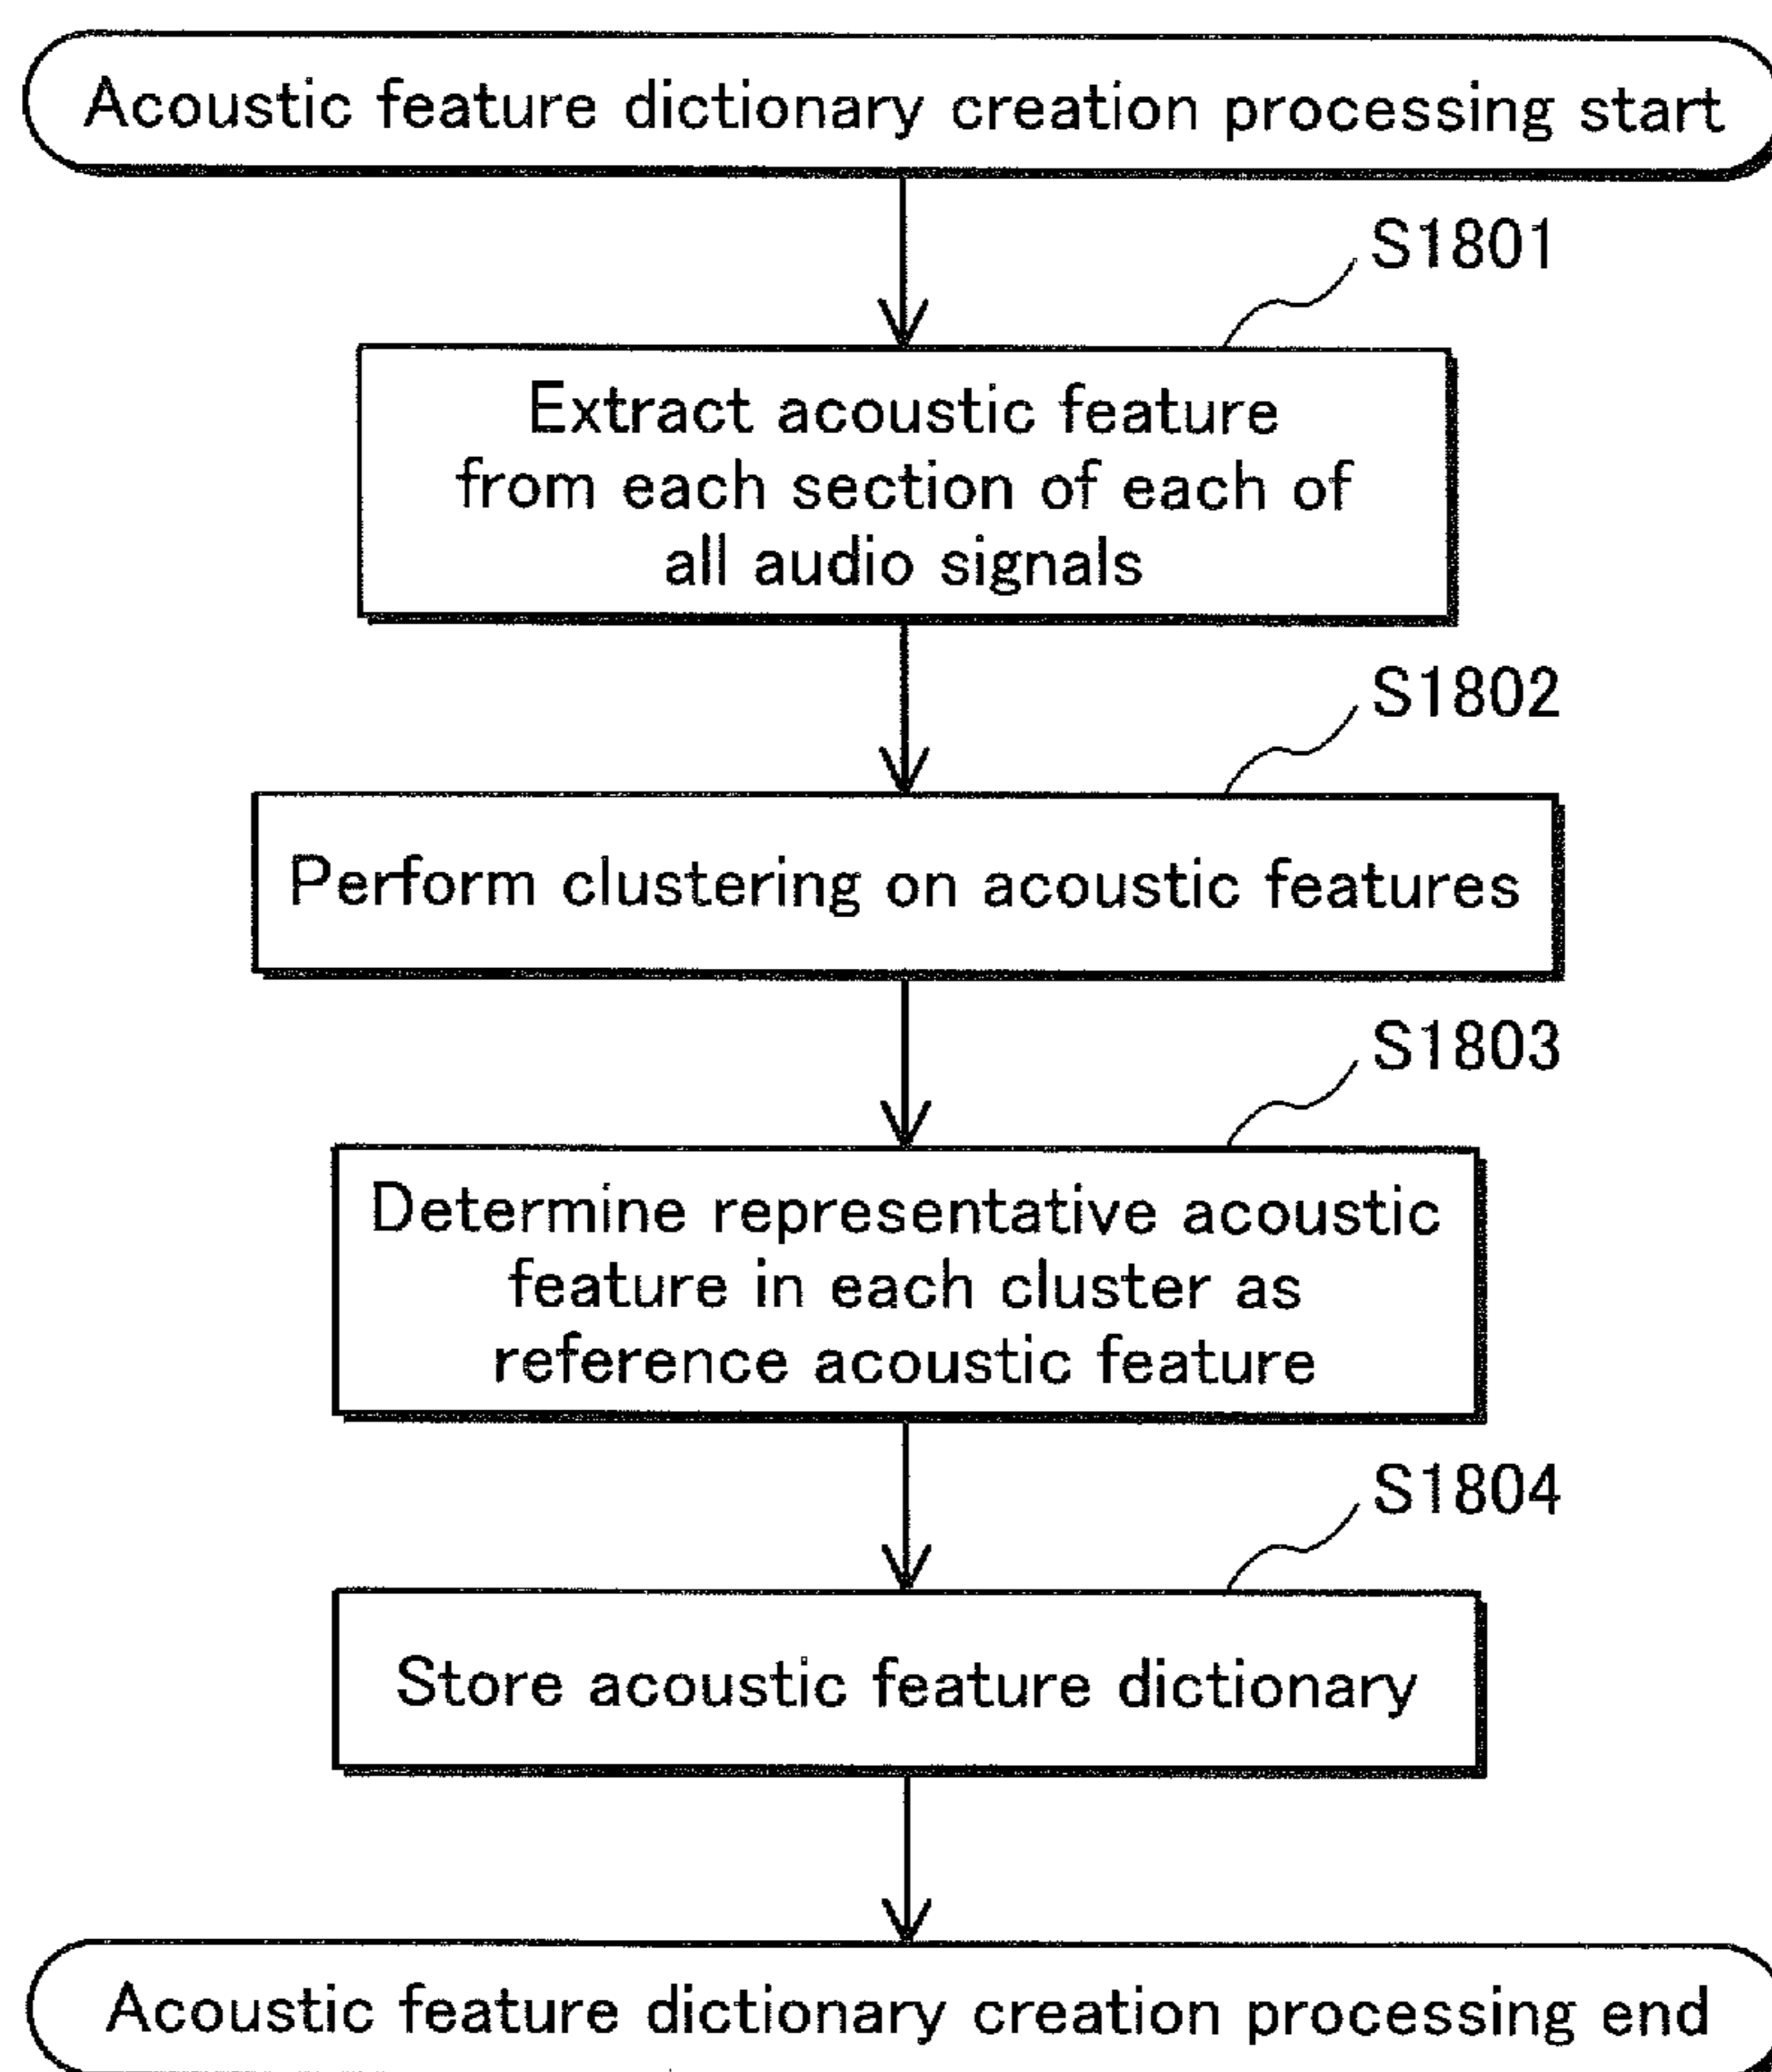 Acoustic feature dictionary creation processing start
S1801
Extract acoustic feature
from each section of each of
all audio signals
S1802
Perform clustering on acoustic features
S1803
Determine representative acoustic
feature in each cluster as
reference acoustic feature
S1804
Store acoustic feature dictionary
Acoustic feature dictionary creation processing end